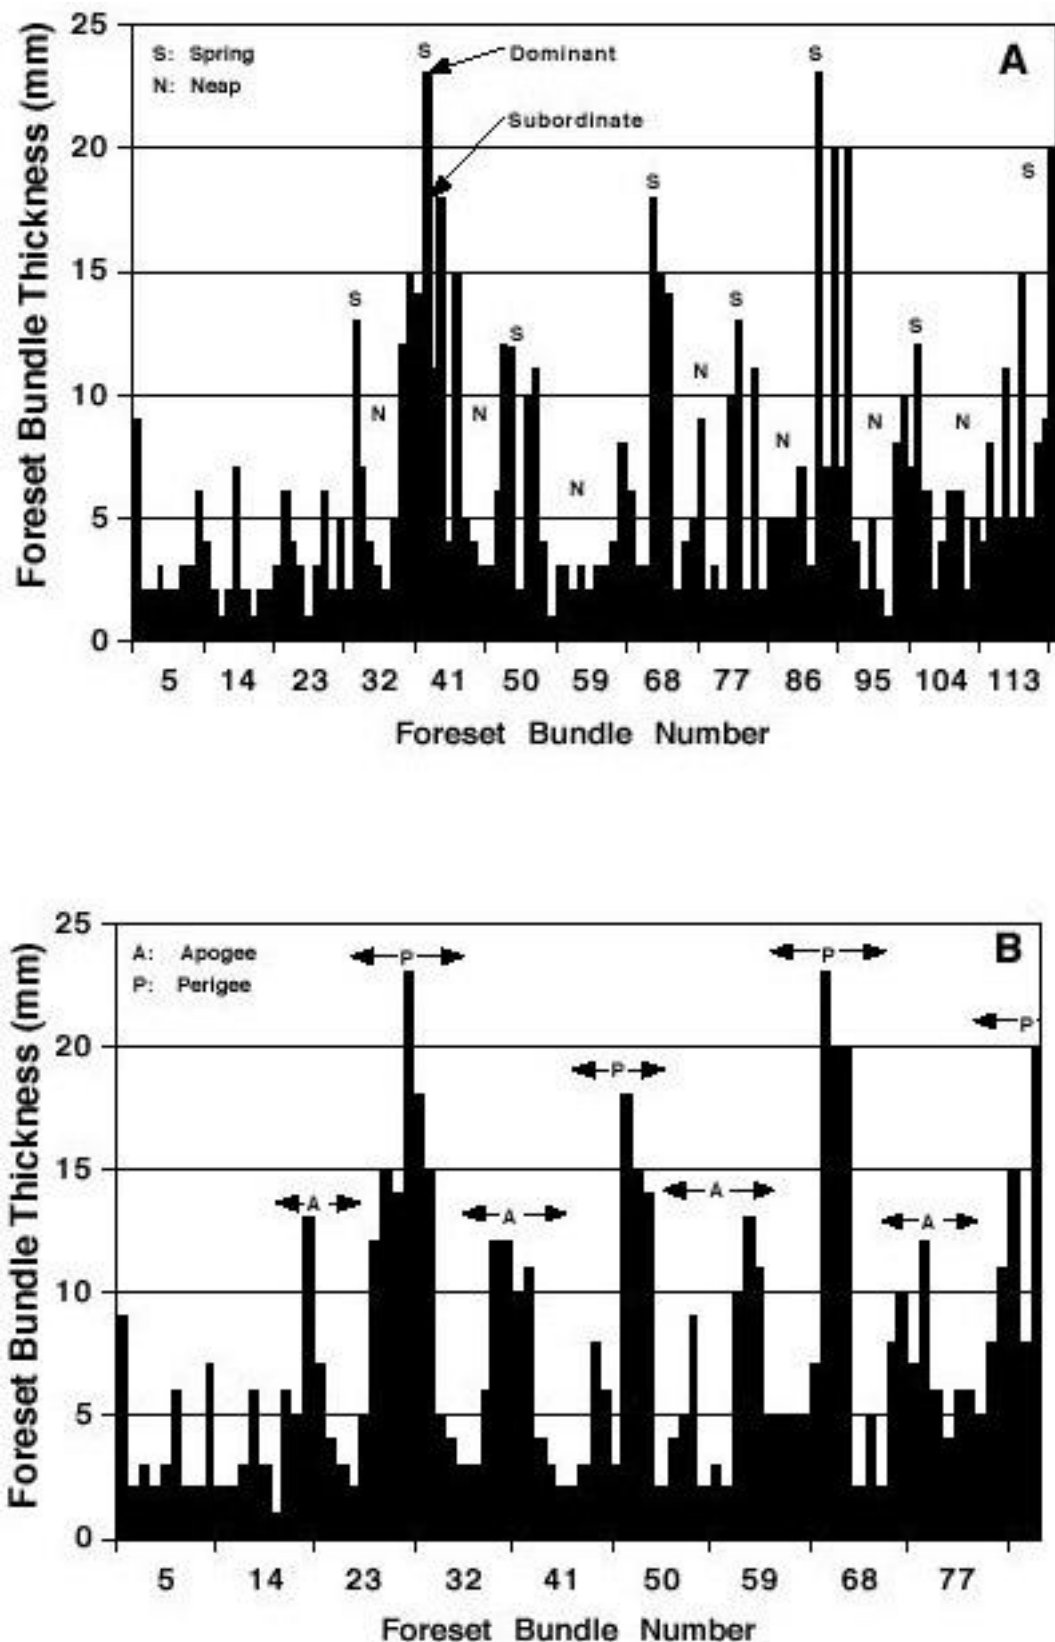 25
20
15
10
5
0
Foreset Bundle Thickness (mm)
S: Spring
N: Neap
A
Dominant
Subordinate
S
S
S
S
S
S
S
S
N
N
N
N
N
N
N
5 14 23 32 41 50 59 68 77 86 95 104 113
Foreset Bundle Number
25
20
15
10
5
0
Foreset Bundle Thickness (mm)
A: Apogee
P: Perigee
B
P
P
P
P
A
A
A
A
5 14 23 32 41 50 59 68 77
Foreset Bundle Number